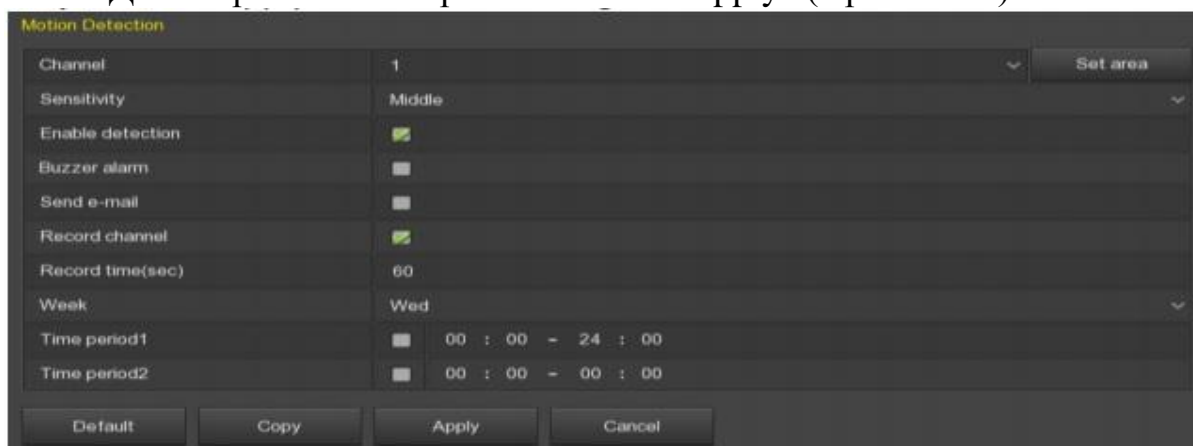 Motion Detection
Channel 1 Set area
Sensitivity Middle
Enable detection
Buzzer alarm
Send e-mail
Record channel
Record time(sec) 60
Week Wed
Time period1 00 : 00 - 24 : 00
Time period2 00 : 00 - 00 : 00
Default Copy Apply Cancel